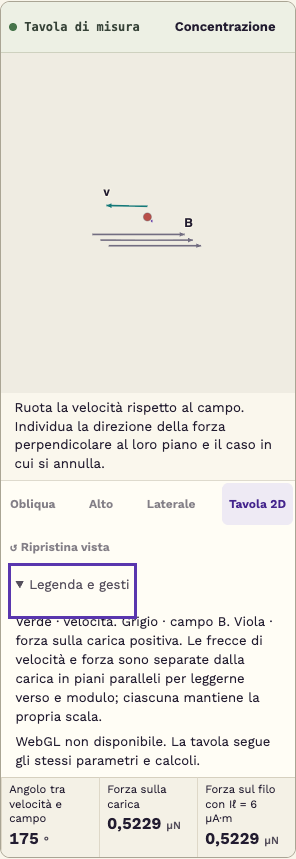 Tavola di misura Concentrazione
v
B
Ruota la velocità rispetto al campo.
Individua la direzione della forza
perpendicolare al loro piano e il caso in
cui si annulla.
Obliqua Alto Laterale Tavola 2D
↺ Ripristina vista
▼ Legenda e gesti
Verde · velocità. Grigio · campo B. Viola ·
forza sulla carica positiva. Le frecce di
velocità e forza sono separate dalla
carica in piani paralleli per leggerne
verso e modulo; ciascuna mantiene la
propria scala.
WebGL non disponibile. La tavola segue
gli stessi parametri e calcoli.
Angolo tra
velocità e
campo
175 °
Forza sulla
carica
0,5229 µN
Forza sul filo
con Iℓ = 6
µA·m
0,5229 µN